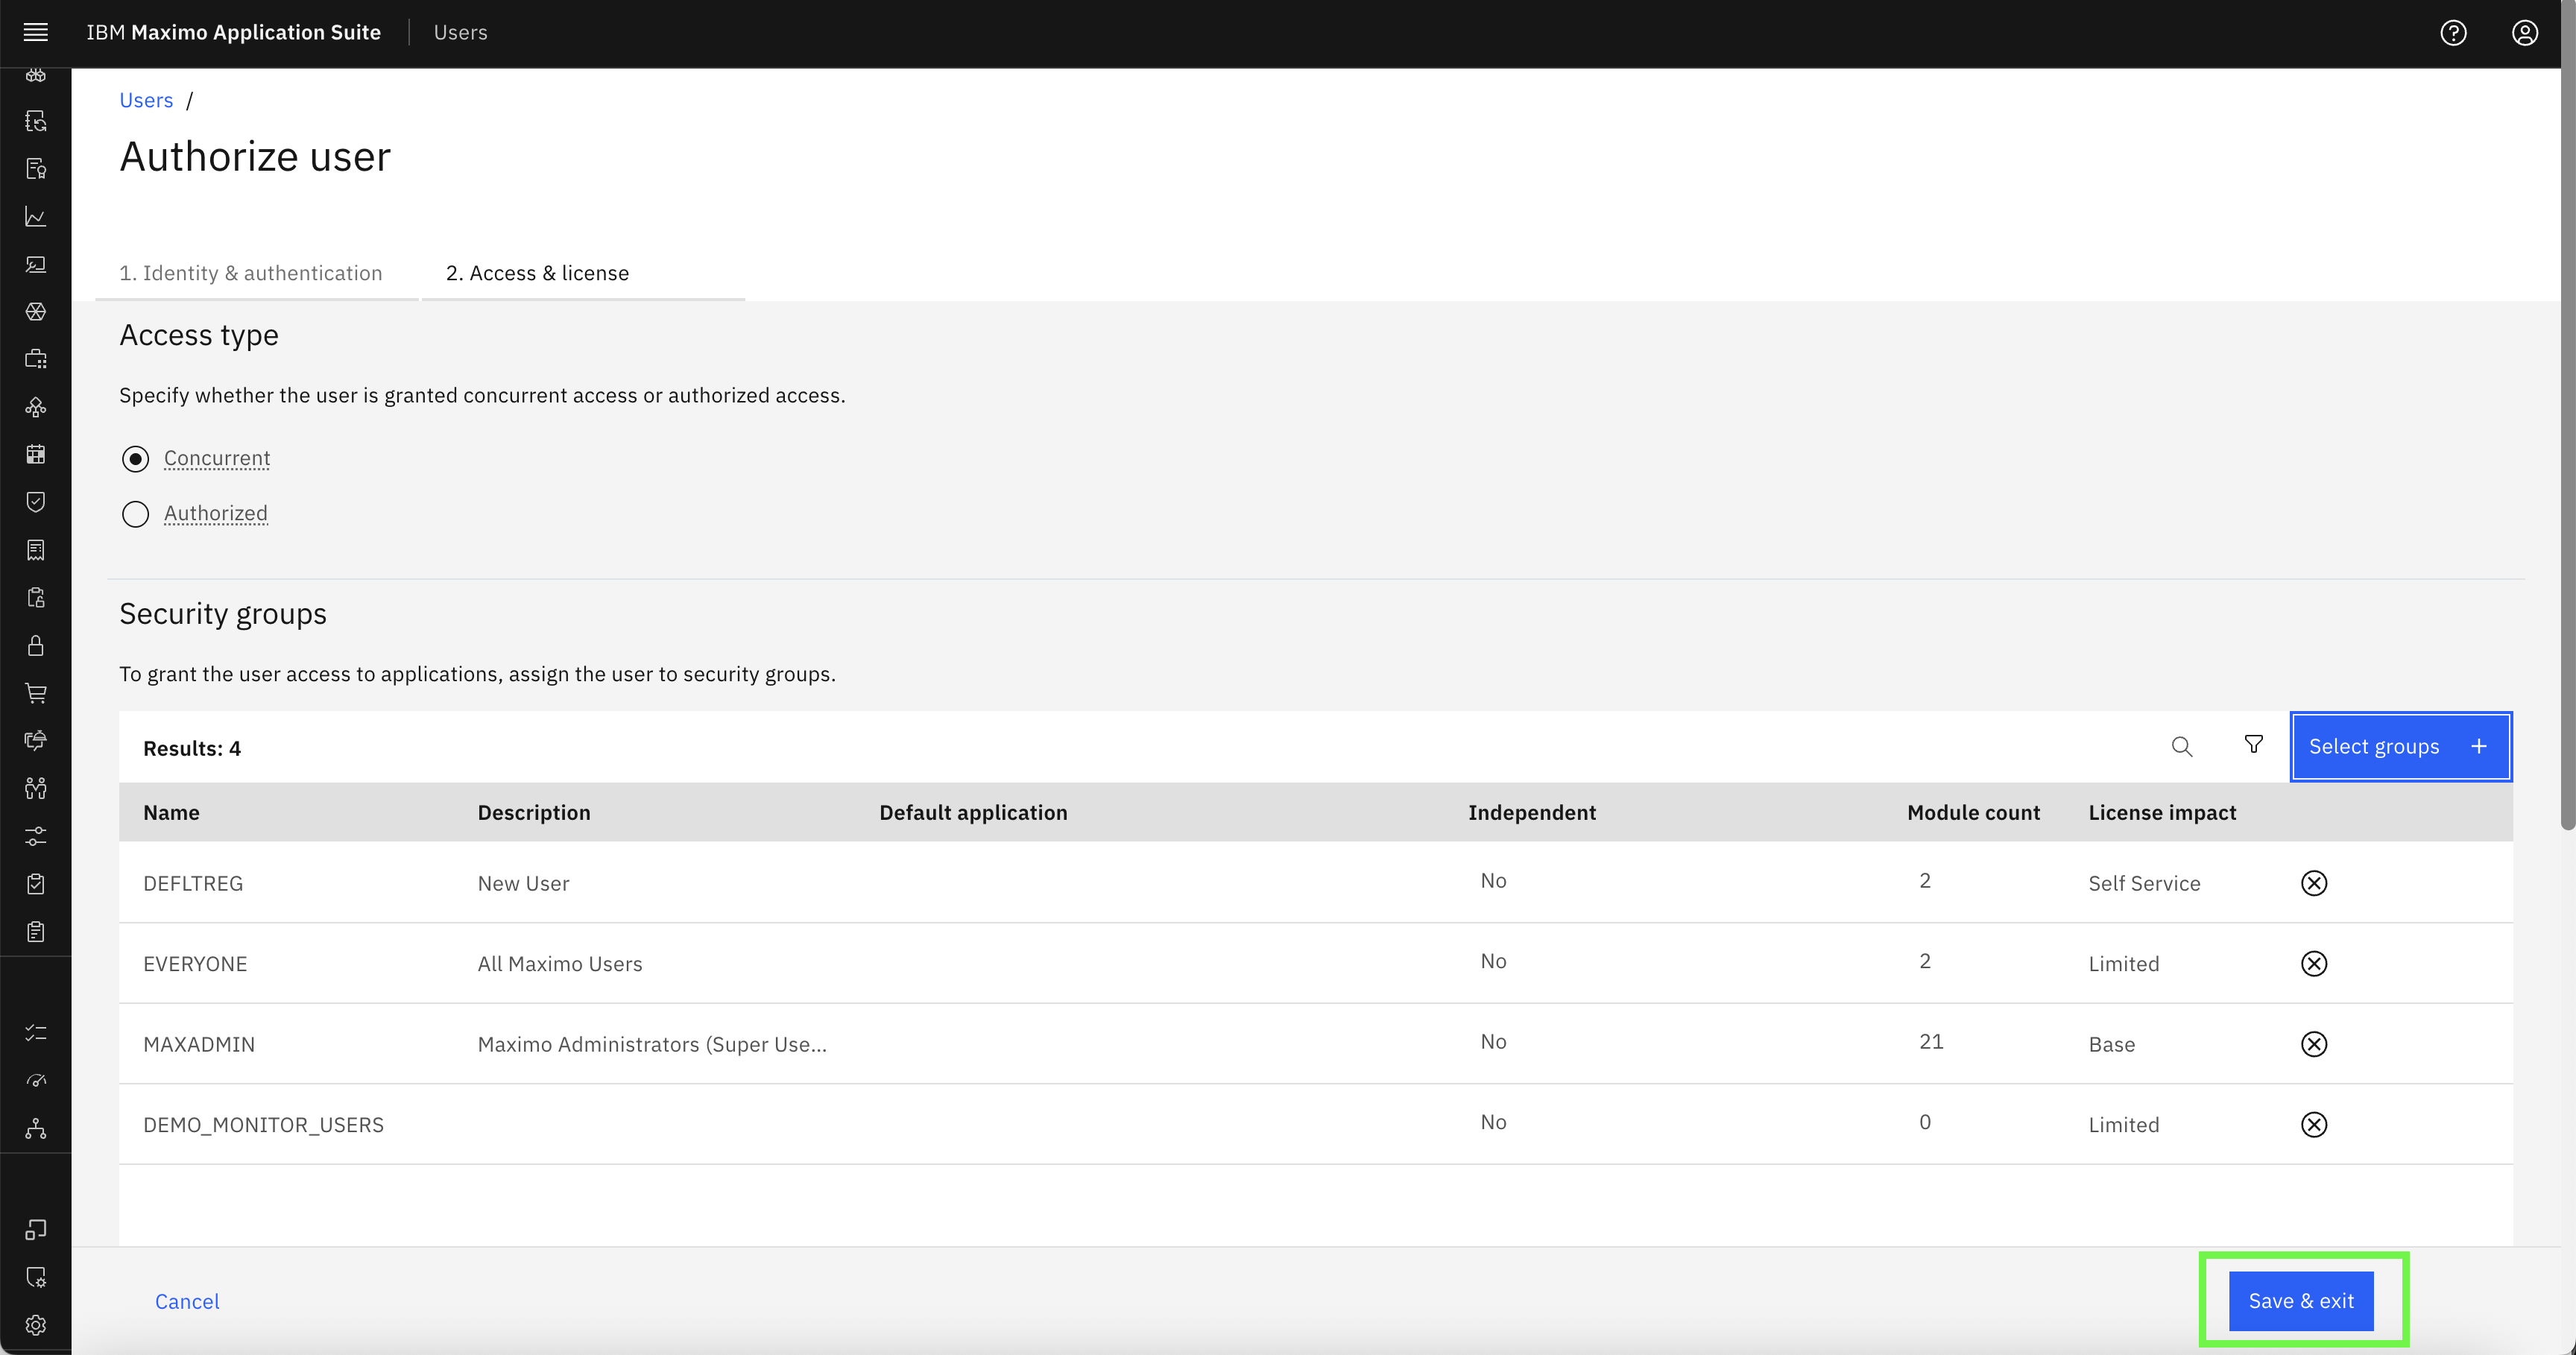 IBM Maximo Application Suite Users
Users /
Authorize user
1. Identity & authentication 2. Access & license
Access type
Specify whether the user is granted concurrent access or authorized access.
Concurrent
Authorized
Security groups
To grant the user access to applications, assign the user to security groups.
Results: 4 Select groups +
Name Description Default application Independent Module count License impact
DEFLTREG New User No 2 Self Service
EVERYONE All Maximo Users No 2 Limited
MAXADMIN Maximo Administrators (Super Use... No 21 Base
DEMO_MONITOR_USERS No 0 Limited
Cancel Save & exit